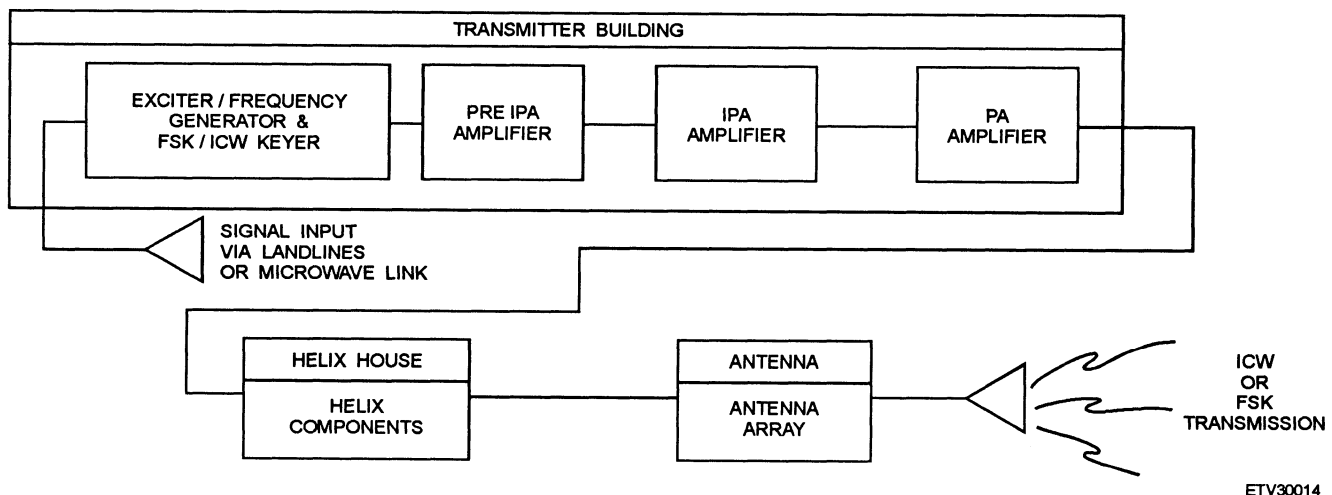 TRANSMITTER BUILDING
EXCITER / FREQUENCY
GENERATOR &
FSK / ICW KEYER
PRE IPA
AMPLIFIER
IPA
AMPLIFIER
PA
AMPLIFIER
SIGNAL INPUT
VIA LANDLINES
OR MICROWAVE LINK
HELIX HOUSE
HELIX
COMPONENTS
ANTENNA
ANTENNA
ARRAY
ICW
OR
FSK
TRANSMISSION
ETV30014